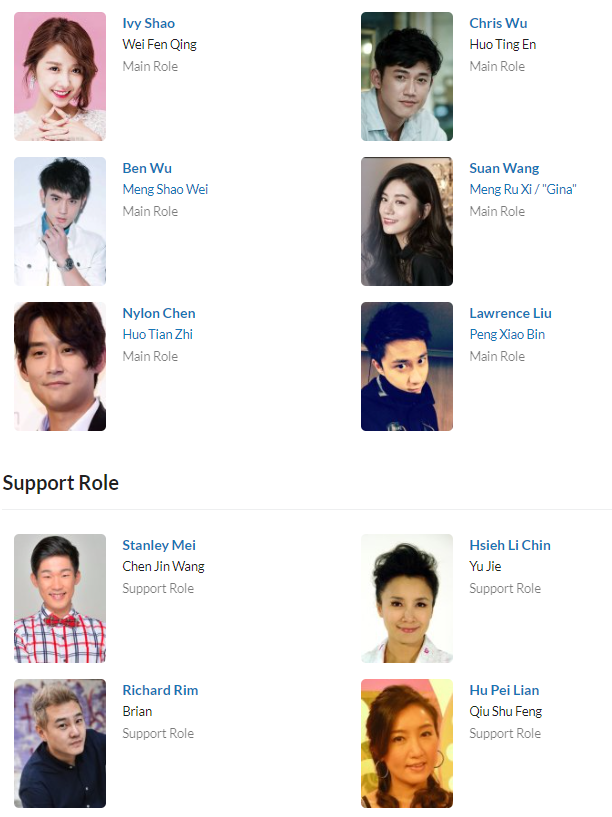 Ivy Shao
Wei Fen Qing
Main Role
Chris Wu
Huo Ting En
Main Role
Ben Wu
Meng Shao Wei
Main Role
Suan Wang
Meng Ru Xi / "Gina"
Main Role
Nylon Chen
Huo Tian Zhi
Main Role
Lawrence Liu
Peng Xiao Bin
Main Role
Support Role
Stanley Mei
Chen Jin Wang
Support Role
Hsieh Li Chin
Yu Jie
Support Role
Richard Rim
Brian
Support Role
Hu Pei Lian
Qiu Shu Feng
Support Role